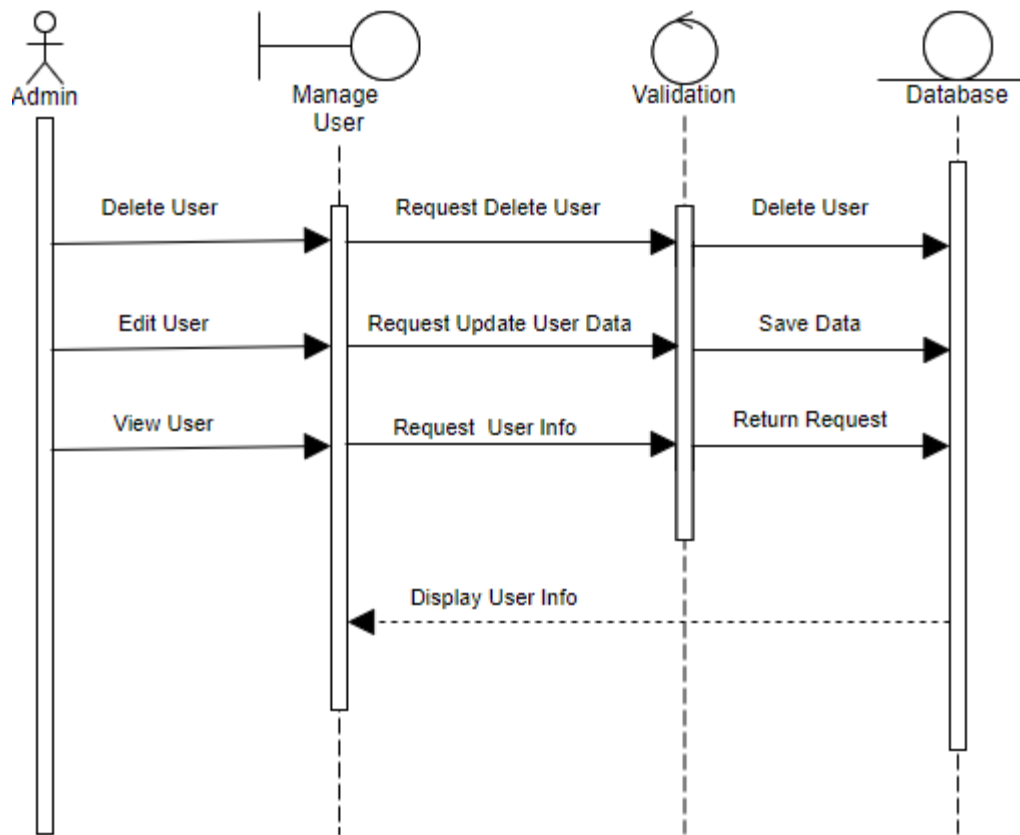 Admin
Manage
User
Validation
Database
Delete User
Request Delete User
Delete User
Edit User
Request Update User Data
Save Data
View User
Request  User Info
Return Request
Display User Info